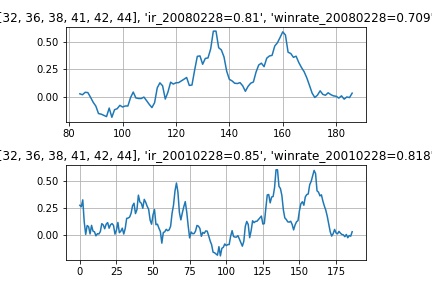 [32, 36, 38, 41, 42, 44], 'ir_20080228=0.81', 'winrate_20080228=0.709'
0.50
0.25
0.00
80 100 120 140 160 180
[32, 36, 38, 41, 42, 44], 'ir_20010228=0.85', 'winrate_20010228=0.818'
0.50
0.25
0.00
0 25 50 75 100 125 150 175